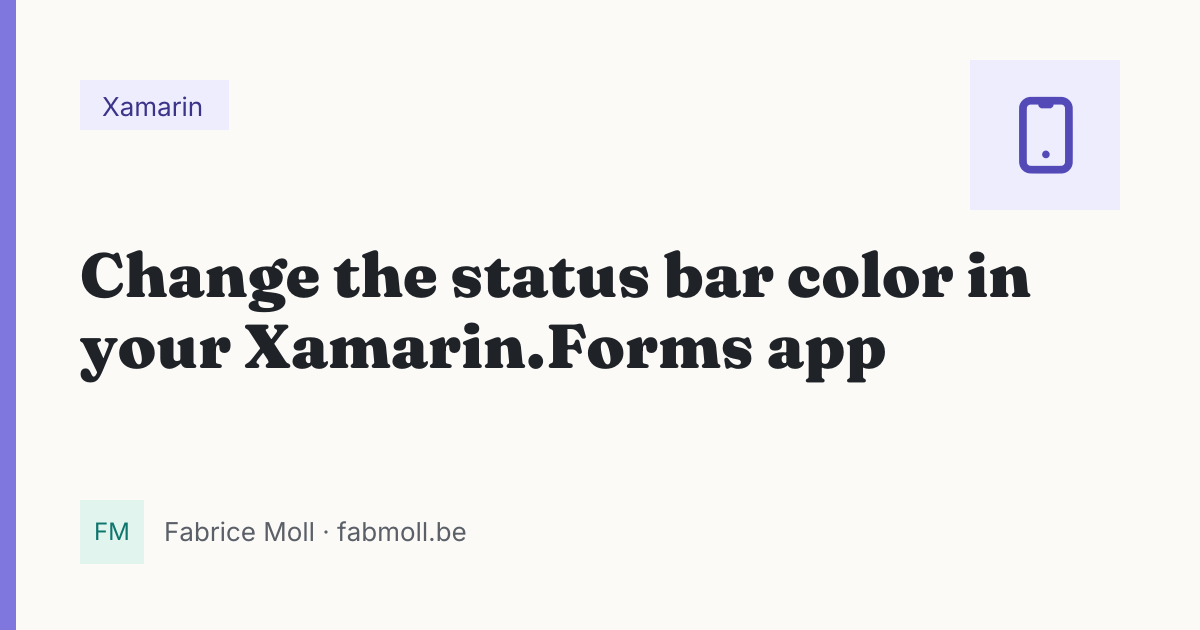 Xamarin
Change the status bar color in
your Xamarin.Forms app
FM
Fabrice Moll · fabmoll.be